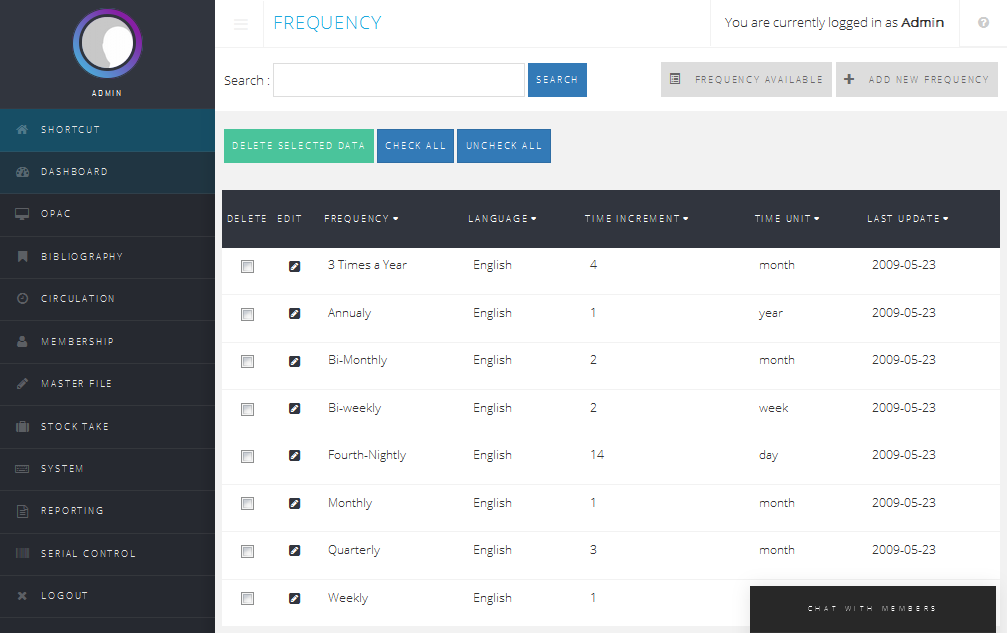 ADMIN
SHORTCUT
DASHBOARD
OPAC
BIBLIOGRAPHY
CIRCULATION
MEMBERSHIP
MASTER FILE
STOCK TAKE
SYSTEM
REPORTING
SERIAL CONTROL
LOGOUT
FREQUENCY
You are currently logged in as Admin
Search : SEARCH
FREQUENCY AVAILABLE ADD NEW FREQUENCY
DELETE SELECTED DATA CHECK ALL UNCHECK ALL
DELETE EDIT FREQUENCY LANGUAGE TIME INCREMENT TIME UNIT LAST UPDATE
3 Times a Year English 4 month 2009-05-23
Annualy English 1 year 2009-05-23
Bi-Monthly English 2 month 2009-05-23
Bi-weekly English 2 week 2009-05-23
Fourth-Nightly English 14 day 2009-05-23
Monthly English 1 month 2009-05-23
Quarterly English 3 month 2009-05-23
Weekly English 1
CHAT WITH MEMBERS